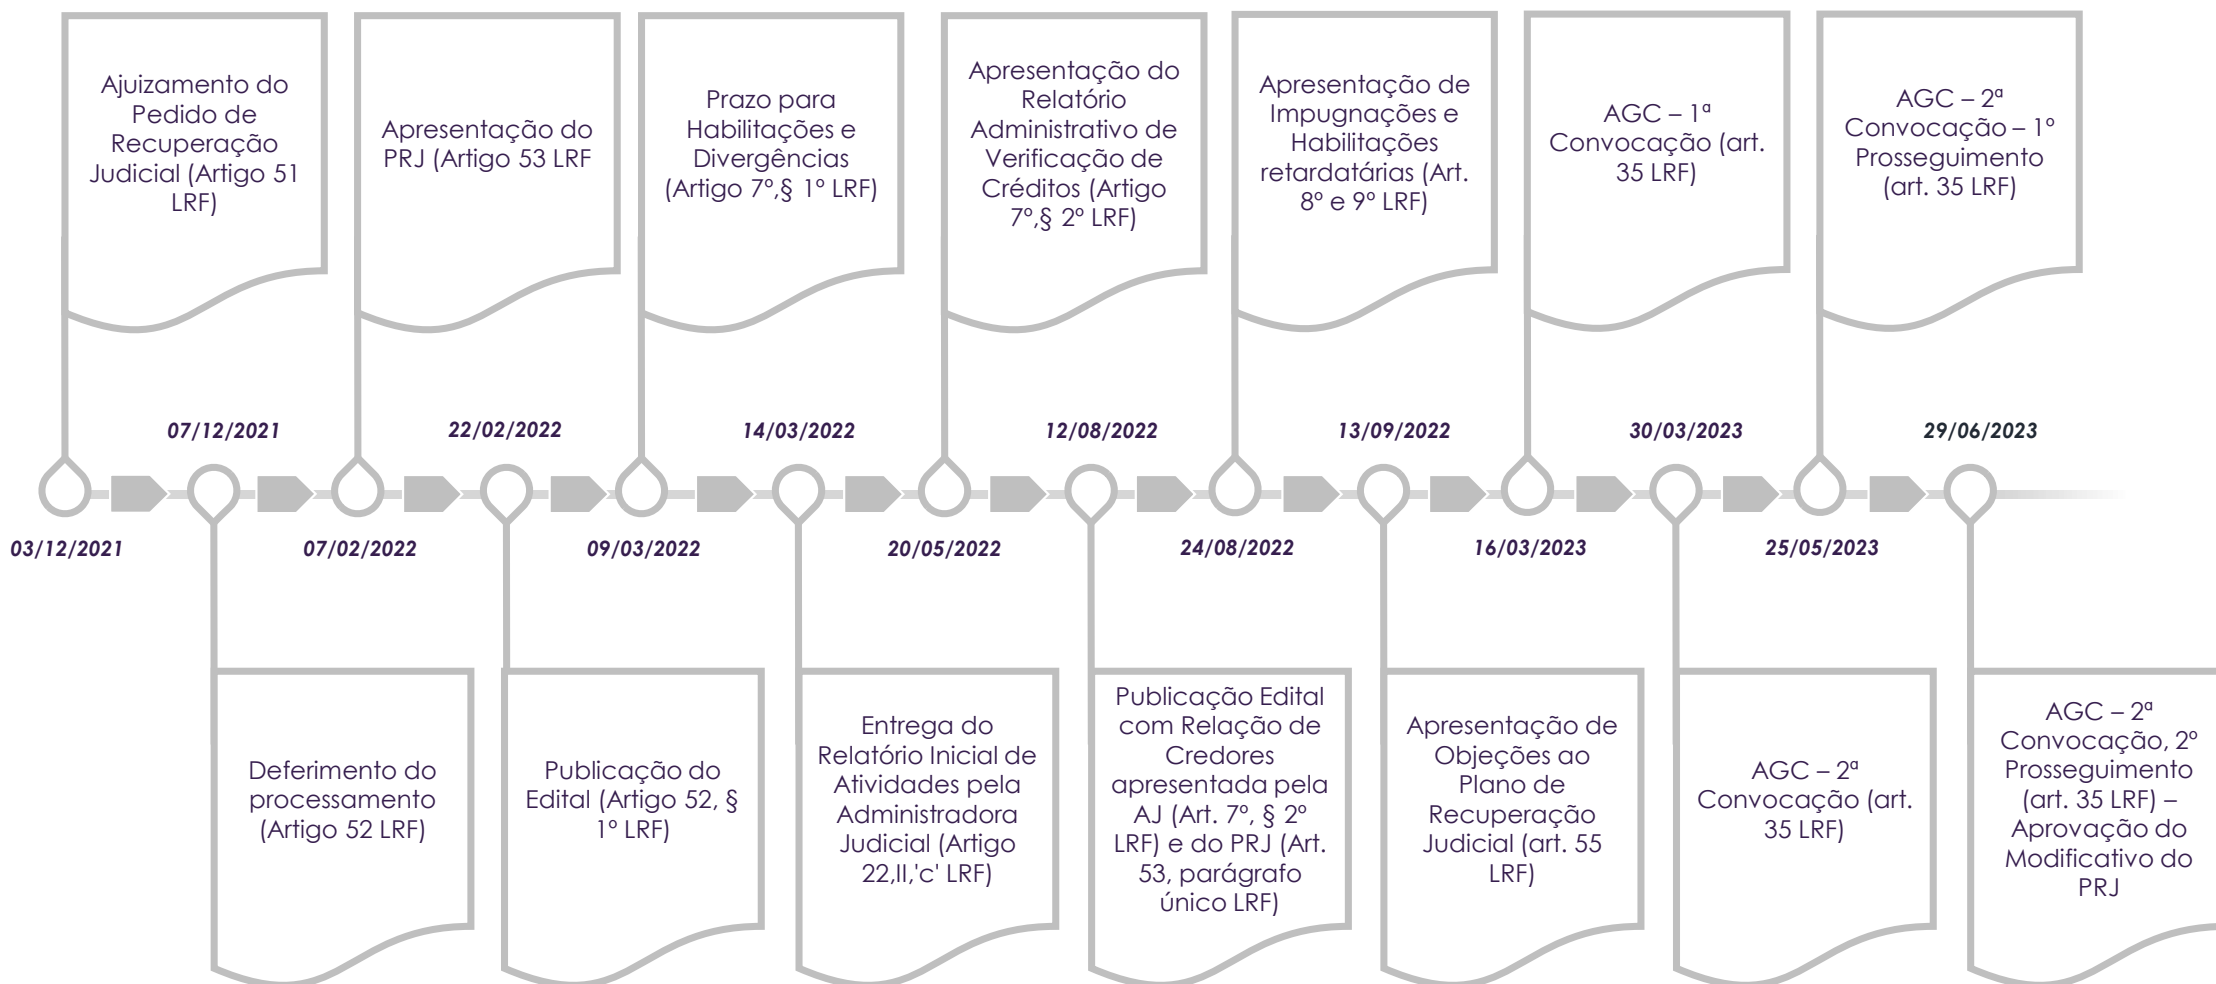 Ajuizamento do
Pedido de
Recuperação
Judicial (Artigo 51
LRF)
Apresentação do
PRJ (Artigo 53 LRF
Prazo para
Habilitações e
Divergências
(Artigo 7º,§ 1º LRF)
Apresentação do
Relatório
Administrativo de
Verificação de
Créditos (Artigo
7º,§ 2º LRF)
Apresentação de
Impugnações e
Habilitações
retardatárias (Art.
8º e 9º LRF)
AGC – 1ª
Convocação (art.
35 LRF)
AGC – 2ª
Convocação – 1º
Prosseguimento
(art. 35 LRF)
07/12/2021
22/02/2022
14/03/2022
12/08/2022
13/09/2022
30/03/2023
29/06/2023
03/12/2021
07/02/2022
09/03/2022
20/05/2022
24/08/2022
16/03/2023
25/05/2023
Deferimento do
processamento
(Artigo 52 LRF)
Publicação do
Edital (Artigo 52, §
1º LRF)
Entrega do
Relatório Inicial de
Atividades pela
Administradora
Judicial (Artigo
22,II,'c' LRF)
Publicação Edital
com Relação de
Credores
apresentada pela
AJ (Art. 7º, § 2º
LRF) e do PRJ (Art.
53, parágrafo
único LRF)
Apresentação de
Objeções ao
Plano de
Recuperação
Judicial (art. 55
LRF)
AGC – 2ª
Convocação (art.
35 LRF)
AGC – 2ª
Convocação, 2º
Prosseguimento
(art. 35 LRF) –
Aprovação do
Modificativo do
PRJ